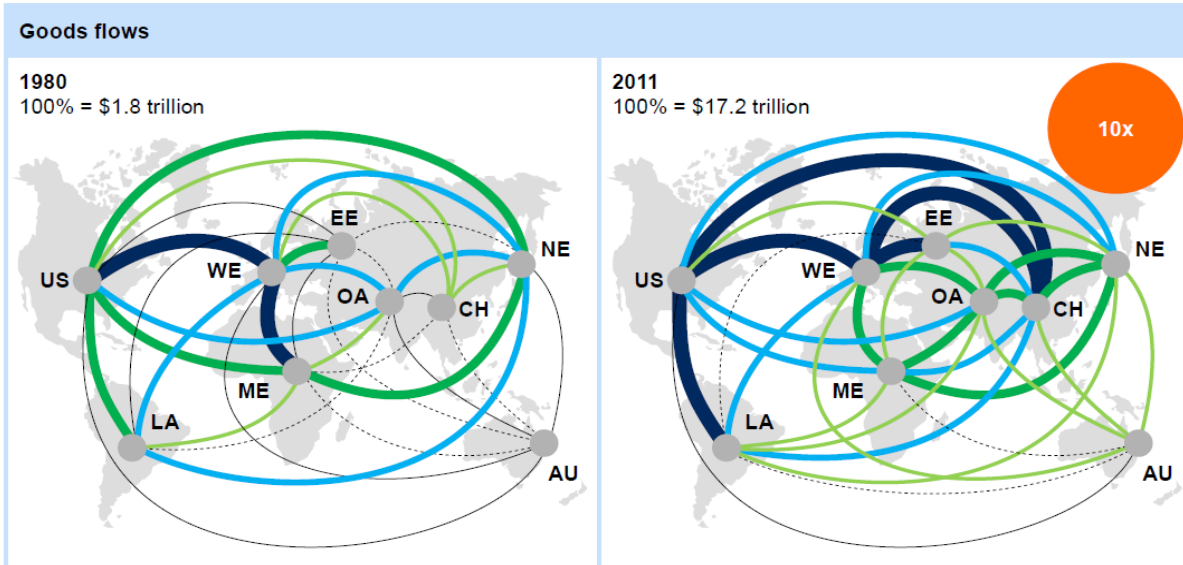 Goods flows
1980
100% = $1.8 trillion
EE
NE
US
WE
OA
CH
ME
LA
AU
2011
100% = $17.2 trillion
10x
EE
NE
US
WE
OA
CH
ME
LA
AU